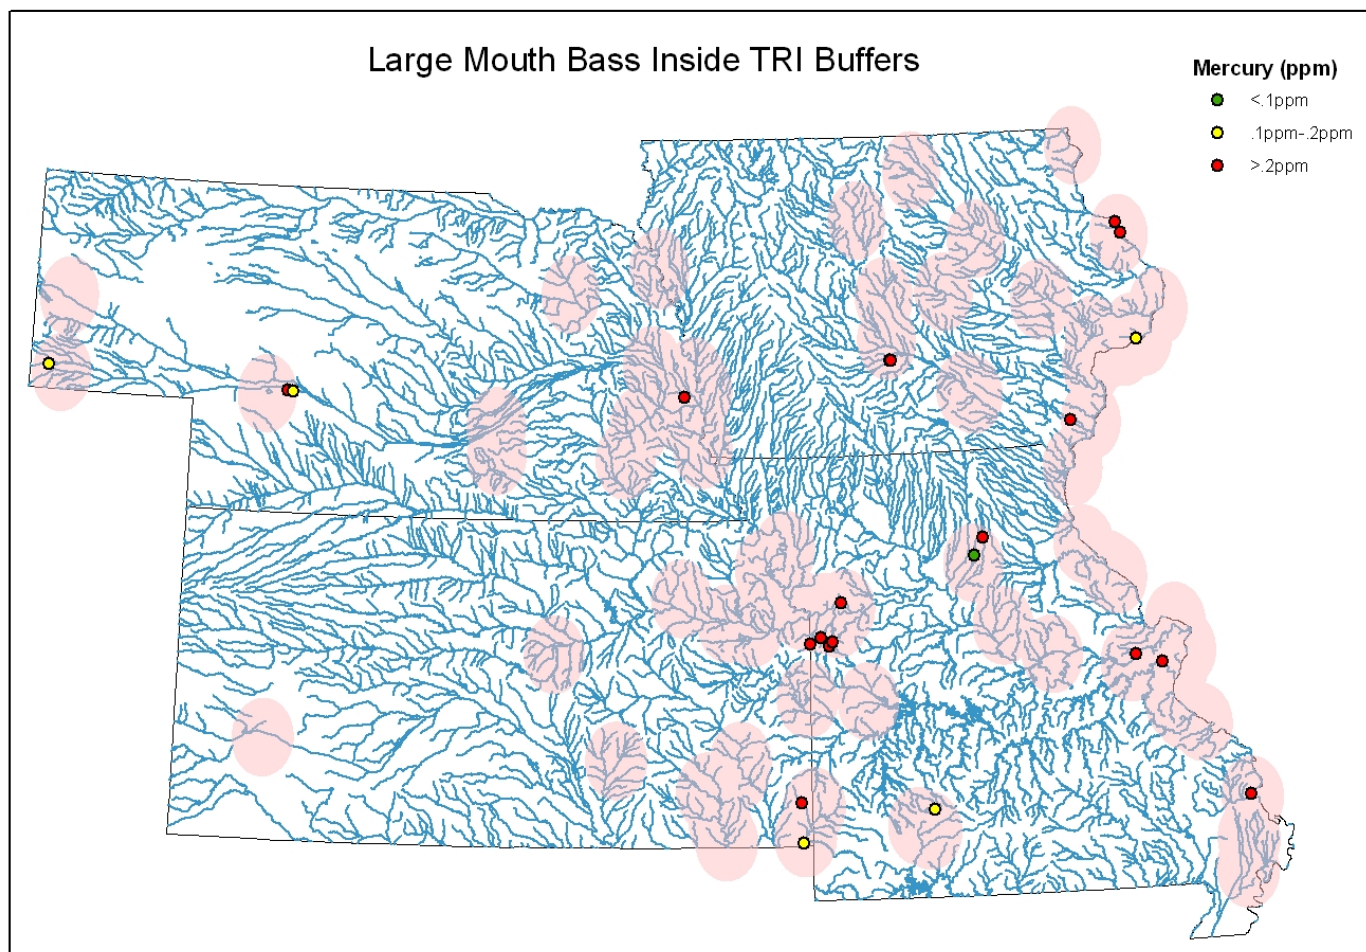 Large Mouth Bass Inside TRI Buffers
Mercury (ppm)
<.1ppm
.1ppm-.2ppm
>.2ppm